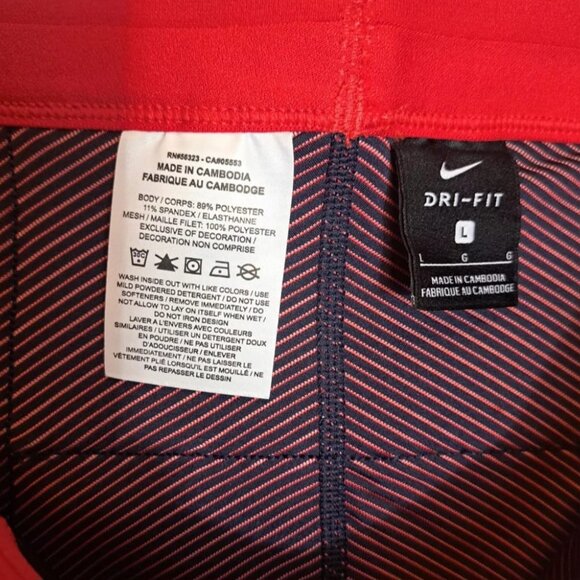 RN#56323 - CA#05553
MADE IN CAMBODIA
FABRIQUE AU CAMBODGE
BODY / CORPS: 89% POLYESTER
11% SPANDEX / ELASTHANNE
MESH / MAILLE FILET: 100% POLYESTER
EXCLUSIVE OF DECORATION /
DECORATION NON COMPRISE
WASH INSIDE OUT WITH LIKE COLORS / USE
MILD POWDERED DETERGENT / DO NOT USE
SOFTENERS / REMOVE IMMEDIATELY / DO
NOT ALLOW TO LAY ON ITSELF WHEN WET /
DO NOT IRON DESIGN
LAVER À L'ENVERS AVEC COULEURS
SIMILAIRES / UTILISER UN DETERGENT DOUX
EN POUDRE / NE PAS UTILISER
D'ADOUCISSEUR / ENLEVER
IMMEDIATEMENT / NE PAS LAISSER LE
VÊTEMENT PLIÉ LORSQU'IL EST MOUILLÉ / NE
PAS REPASSER LE DESSIN
DRI-FIT
L
L G G
MADE IN CAMBODIA
FABRIQUE AU CAMBODGE